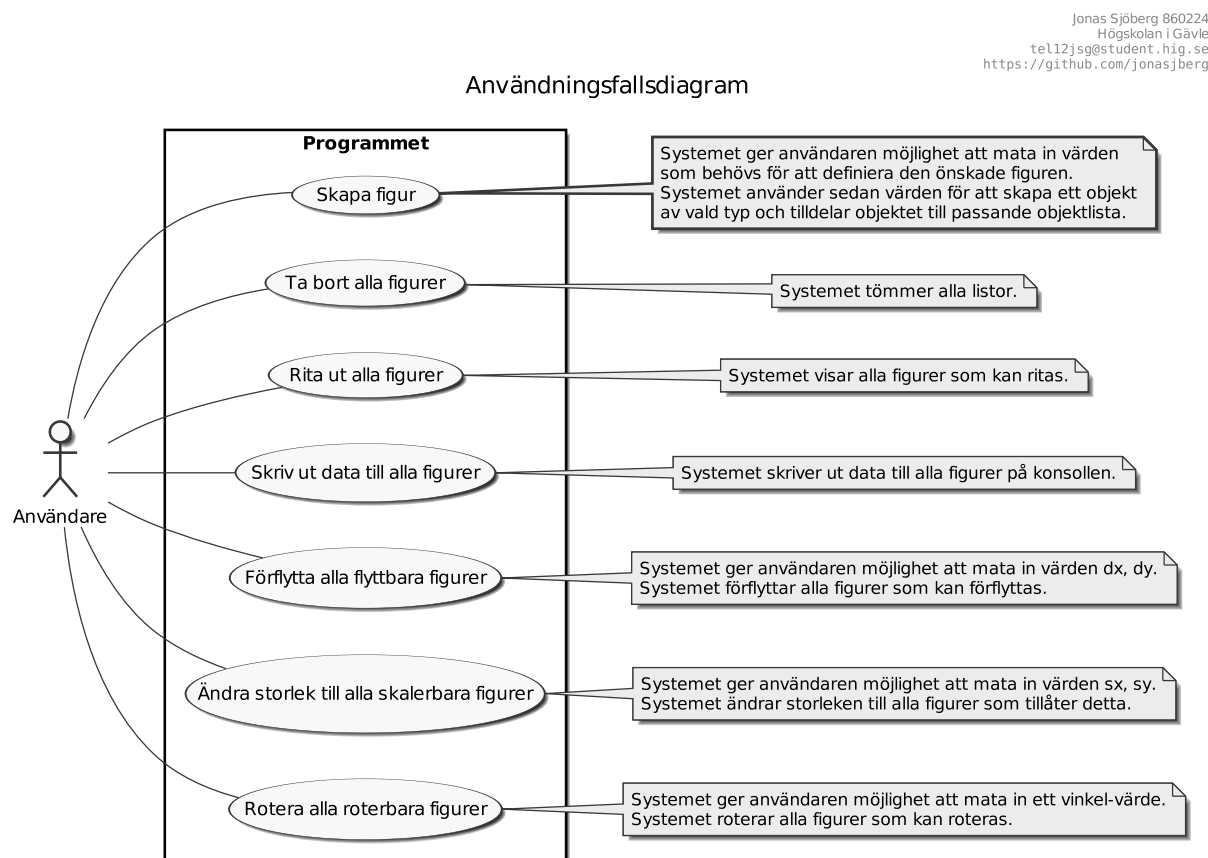 Jonas Sjöberg 860224
Högskolan i Gävle
tel12jsg@student.hig.se
https://github.com/jonasjberg
Användningsfallsdiagram
Programmet
Skapa figur
Systemet ger användaren möjlighet att mata in värden
som behövs för att definiera den önskade figuren.
Systemet använder sedan värden för att skapa ett objekt
av vald typ och tilldelar objektet till passande objektlista.
Ta bort alla figurer
Systemet tömmer alla listor.
Rita ut alla figurer
Systemet visar alla figurer som kan ritas.
Skriv ut data till alla figurer
Systemet skriver ut data till alla figurer på konsollen.
Användare
Förflytta alla flyttbara figurer
Systemet ger användaren möjlighet att mata in värden dx, dy.
Systemet förflyttar alla figurer som kan förflyttas.
Ändra storlek till alla skalerbara figurer
Systemet ger användaren möjlighet att mata in värden sx, sy.
Systemet ändrar storleken till alla figurer som tillåter detta.
Rotera alla roterbara figurer
Systemet ger användaren möjlighet att mata in ett vinkel-värde.
Systemet roterar alla figurer som kan roteras.